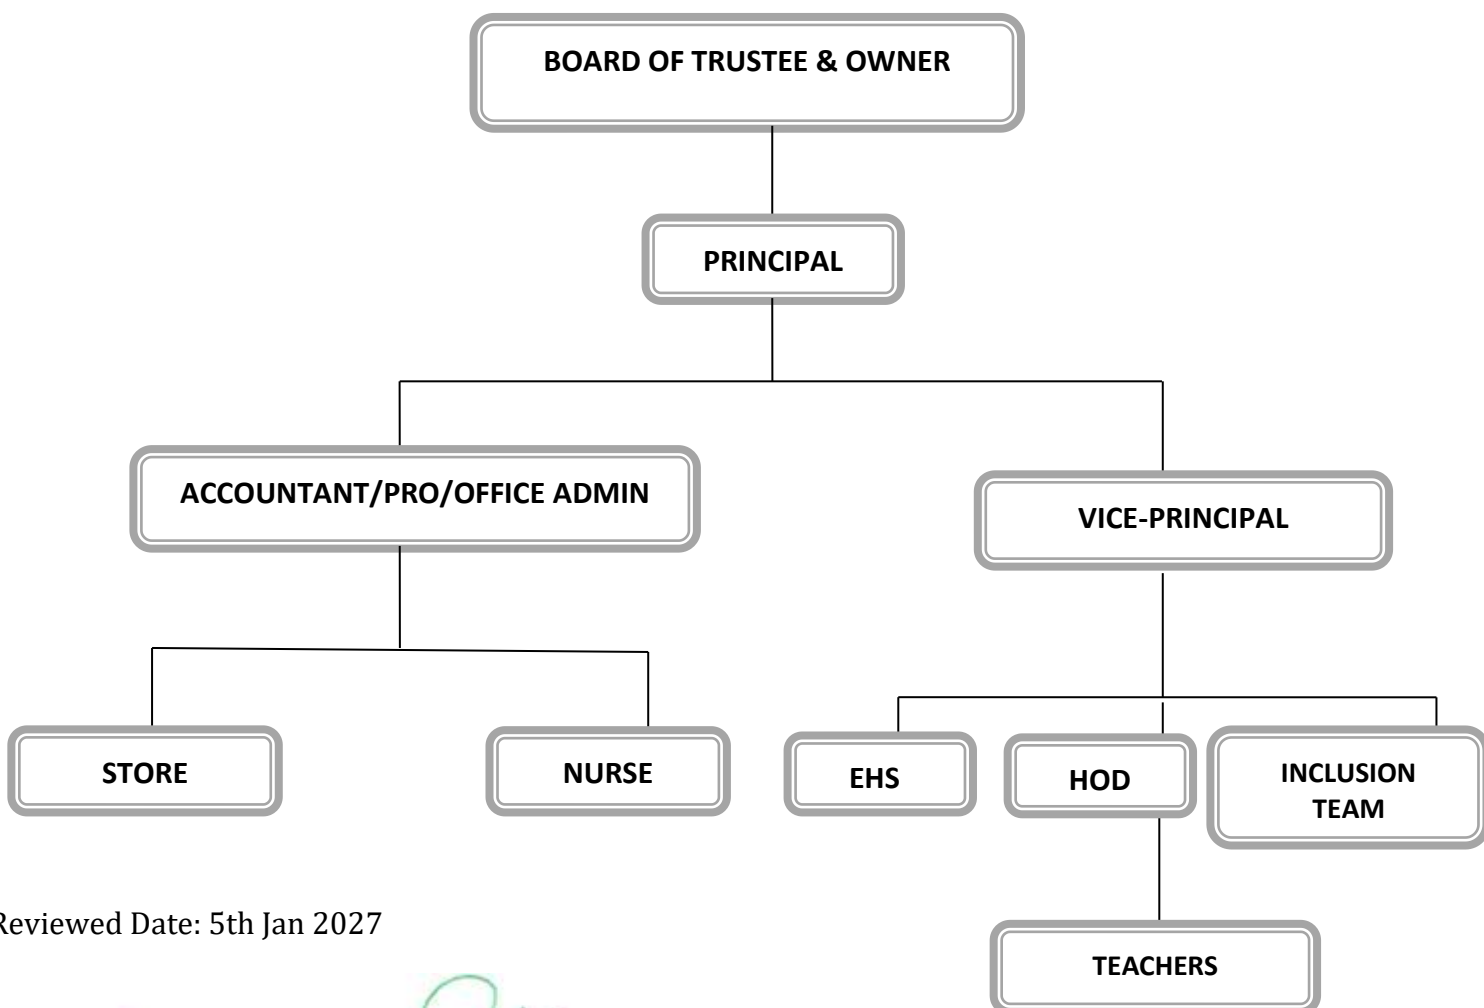 BOARD OF TRUSTEE & OWNER
PRINCIPAL
ACCOUNTANT/PRO/OFFICE ADMIN
VICE-PRINCIPAL
STORE
NURSE
EHS
HOD
INCLUSION
TEAM
Reviewed Date: 5th Jan 2027
TEACHERS